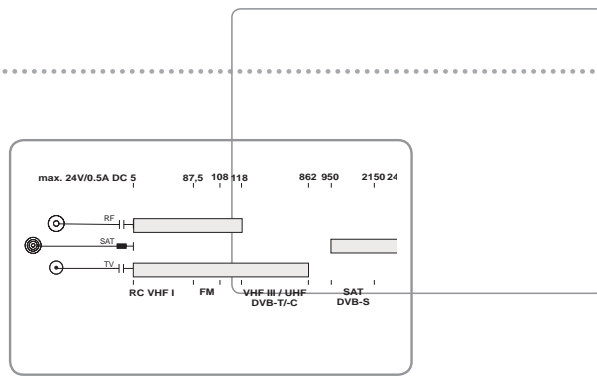 max. 24V/0.5A DC 5 87,5 108 118 862 950 2150 24
RF
SAT
TV
RC VHF I FM VHF III / UHF SAT
DVB-T/-C DVB-S